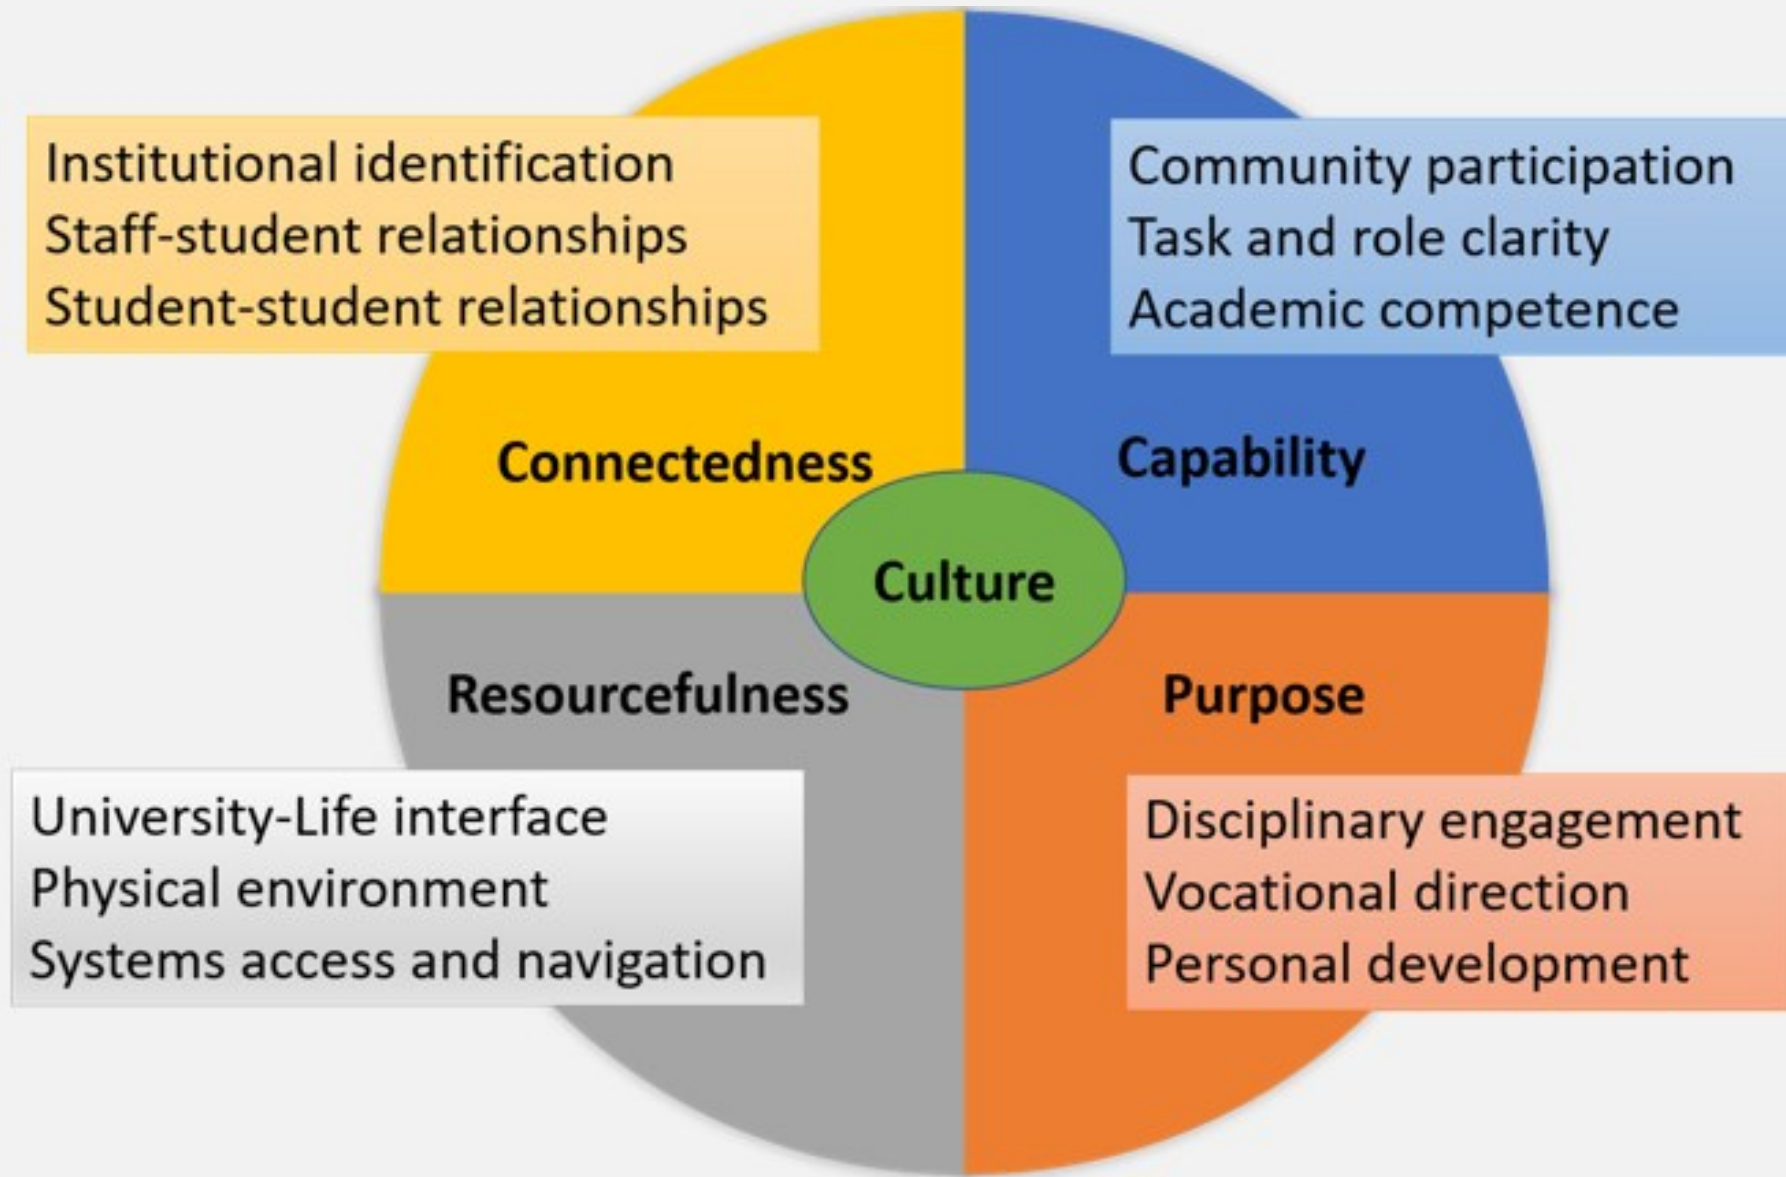 Institutional identification
Staff-student relationships
Student-student relationships
Community participation
Task and role clarity
Academic competence
Connectedness
Capability
Culture
Resourcefulness
Purpose
University-Life interface
Physical environment
Systems access and navigation
Disciplinary engagement
Vocational direction
Personal development